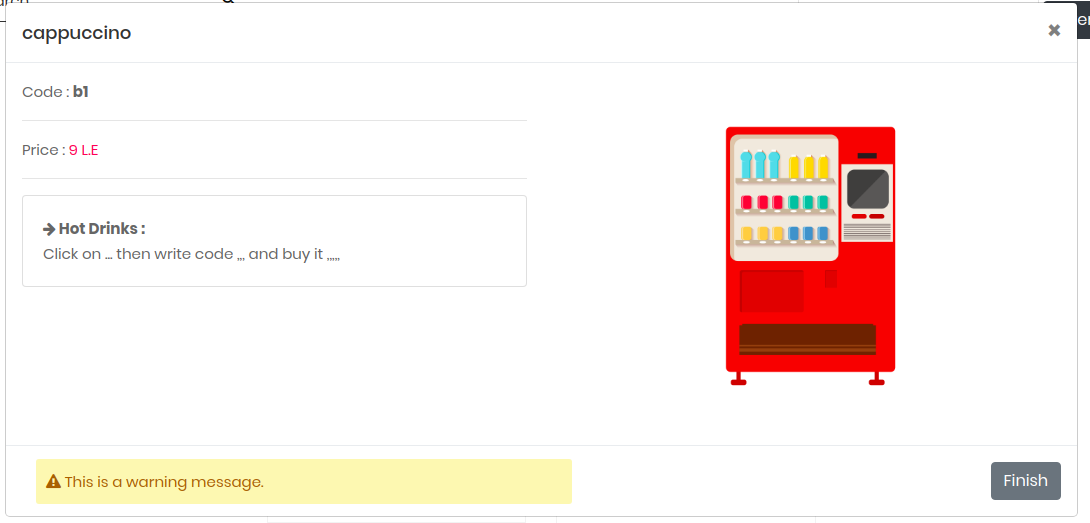 cappuccino
✖
Code : b1
Price : 9 L.E
→ Hot Drinks :
Click on ... then write code ,,, and buy it ,,,,,
This is a warning message.
Finish